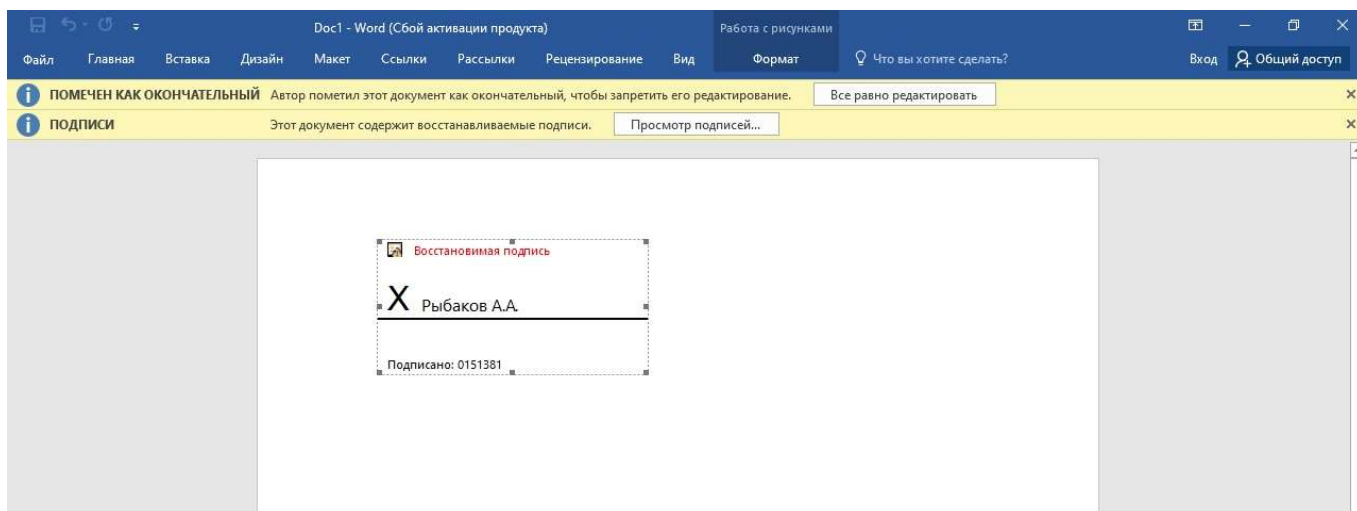 Doc1 - Word (Сбой активации продукта)
Работа с рисунками
Файл Главная Вставка Дизайн Макет Ссылки Рассылки Рецензирование Вид Формат Что вы хотите сделать? Вход Общий доступ
ПОМЕЧЕН КАК ОКОНЧАТЕЛЬНЫЙ Автор пометил этот документ как окончательный, чтобы запретить его редактирование. Все равно редактировать
ПОДПИСИ Этот документ содержит восстанавливаемые подписи. Просмотр подписей...
Восстановимая подпись
X Рыбаков А.А.
Подписано: 0151381